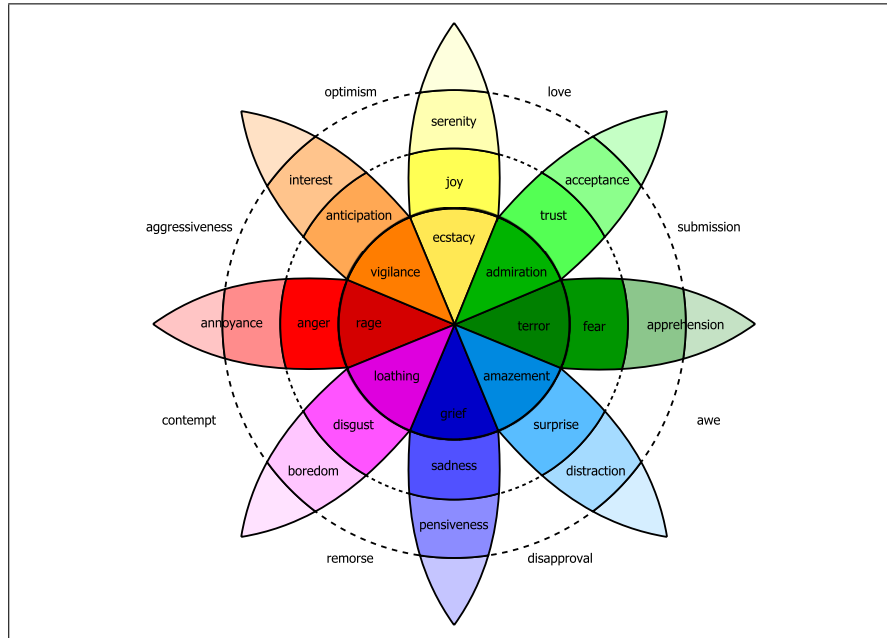 optimism
love
serenity
interest
acceptance
joy
anticipation
trust
aggressiveness
submission
ecstacy
vigilance
admiration
annoyance
anger
rage
terror
fear
apprehension
loathing
amazement
grief
contempt
disgust
surprise
awe
boredom
sadness
distraction
pensiveness
remorse
disapproval